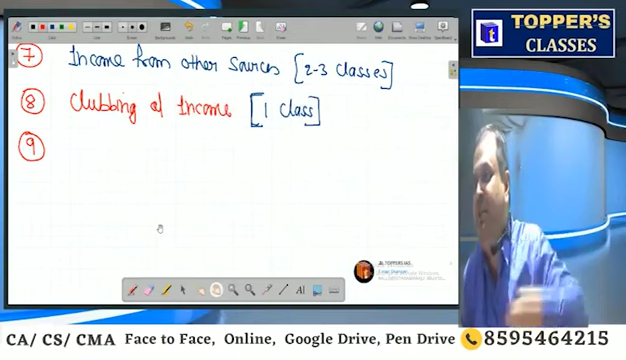 TOPPER'S
CLASSES
7 Income from other sources [2-3 classes]
8 Clubbing of Income [1 class]
9
CA/ CS/ CMA Face to Face, Online, Google Drive, Pen Drive 8595464215